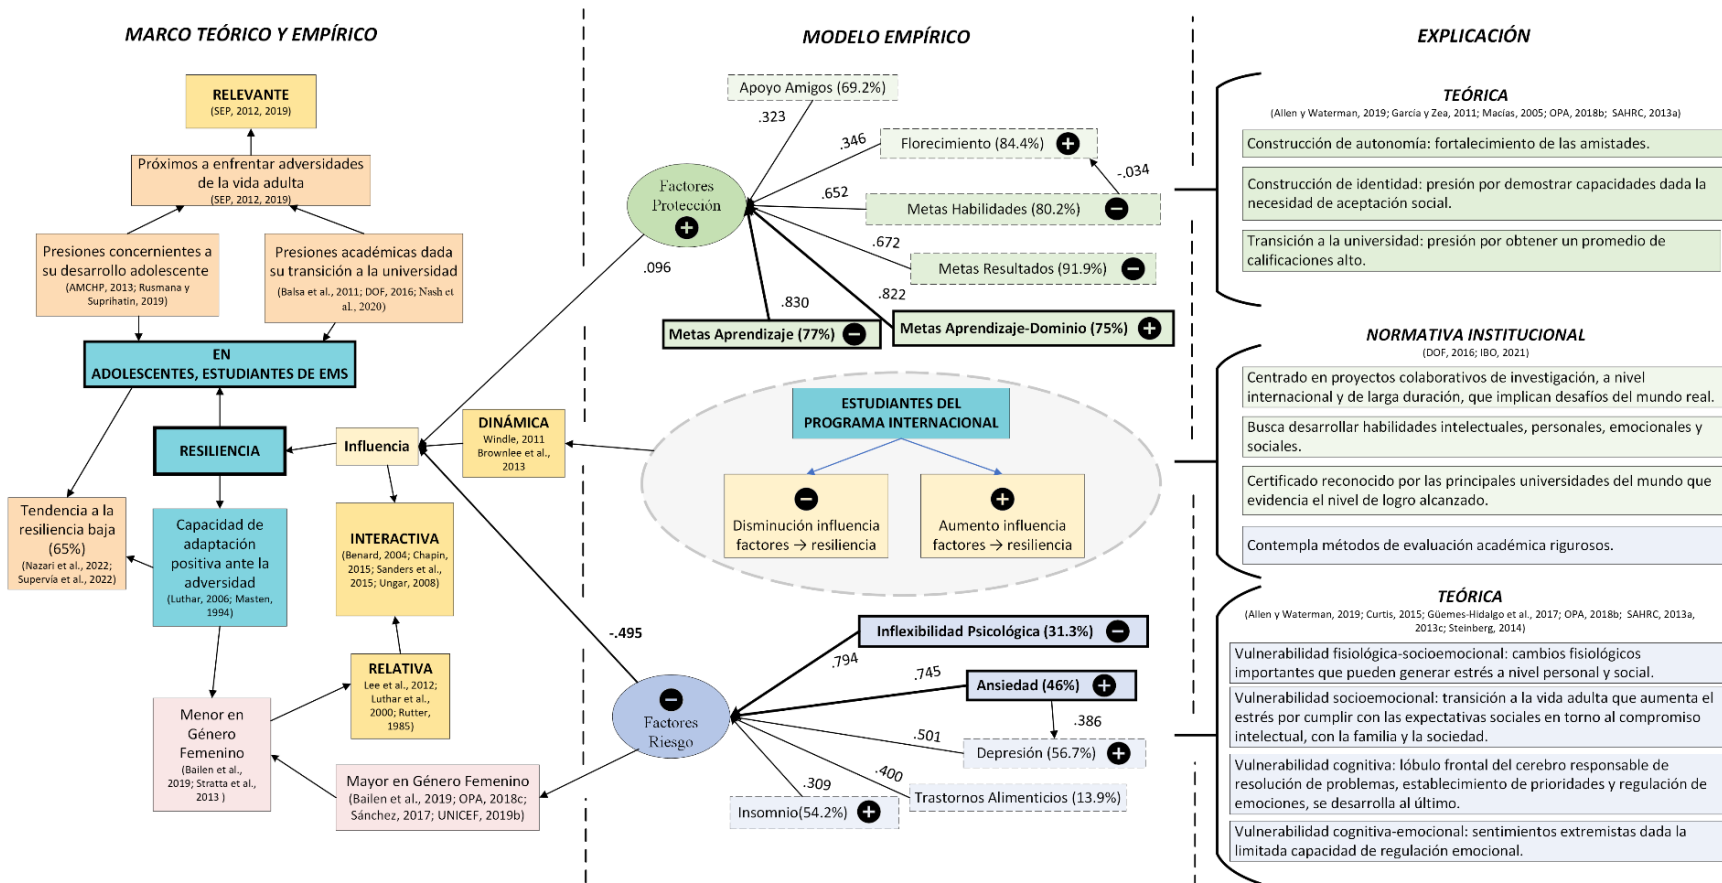 MARCO TEÓRICO Y EMPÍRICO
RELEVANTE
(SEP, 2012, 2019)
Próximos a enfrentar adversidades
de la vida adulta
(SEP, 2012, 2019)
Presiones concernientes a
su desarrollo adolescente
(AMCHP, 2013; Rusmana y
Suprihatin, 2019)
Presiones académicas dada
su transición a la universidad
(Balsa et al., 2011; DOF, 2016; Nash et
al., 2020)
EN
ADOLESCENTES, ESTUDIANTES DE EMS
RESILIENCIA
Influencia
DINÁMICA
Windle, 2011
Brownlee et al.,
2013
Tendencia a la
resiliencia baja
(65%)
(Nazari et al., 2022;
Supervía et al., 2022)
Capacidad de
adaptación
positiva ante la
adversidad
(Luthar, 2006; Masten,
1994)
INTERACTIVA
(Benard, 2004; Chapin,
2015; Sanders et al.,
2015; Ungar, 2008)
RELATIVA
Lee et al., 2012;
Luthar et al.,
2000; Rutter,
1985)
Menor en
Género
Femenino
(Bailen et al.,
2019; Stratta et al.,
2013 )
Mayor en Género Femenino
(Bailen et al., 2019; OPA, 2018c;
Sánchez, 2017; UNICEF, 2019b)
MODELO EMPÍRICO
Apoyo Amigos (69.2%)
.323
.346
Florecimiento (84.4%) +
-.034
Factores
Protección
+
.652
Metas Habilidades (80.2%) −
.672
Metas Resultados (91.9%) −
.096
.830
.822
Metas Aprendizaje (77%) −
Metas Aprendizaje-Dominio (75%) +
ESTUDIANTES DEL
PROGRAMA INTERNACIONAL
−
Disminución influencia
factores → resiliencia
+
Aumento influencia
factores → resiliencia
-.495
Inflexibilidad Psicológica (31.3%) −
.794
.745
Ansiedad (46%) +
−
Factores
Riesgo
.386
.501
Depresión (56.7%) +
.400
.309
Trastornos Alimenticios (13.9%)
Insomnio(54.2%) +
EXPLICACIÓN
TEÓRICA
(Allen y Waterman, 2019; García y Zea, 2011; Macías, 2005; OPA, 2018b; SAHRC, 2013a)
Construcción de autonomía: fortalecimiento de las amistades.
Construcción de identidad: presión por demostrar capacidades dada la
necesidad de aceptación social.
Transición a la universidad: presión por obtener un promedio de
calificaciones alto.
NORMATIVA INSTITUCIONAL
(DOF, 2016; IBO, 2021)
Centrado en proyectos colaborativos de investigación, a nivel
internacional y de larga duración, que implican desafíos del mundo real.
Busca desarrollar habilidades intelectuales, personales, emocionales y
sociales.
Certificado reconocido por las principales universidades del mundo que
evidencia el nivel de logro alcanzado.
Contempla métodos de evaluación académica rigurosos.
TEÓRICA
(Allen y Waterman, 2019; Curtis, 2015; Güemes-Hidalgo et al., 2017; OPA, 2018b; SAHRC, 2013a,
2013c; Steinberg, 2014)
Vulnerabilidad fisiológica-socioemocional: cambios fisiológicos
importantes que pueden generar estrés a nivel personal y social.
Vulnerabilidad socioemocional: transición a la vida adulta que aumenta el
estrés por cumplir con las expectativas sociales en torno al compromiso
intelectual, con la familia y la sociedad.
Vulnerabilidad cognitiva: lóbulo frontal del cerebro responsable de
resolución de problemas, establecimiento de prioridades y regulación de
emociones, se desarrolla al último.
Vulnerabilidad cognitiva-emocional: sentimientos extremistas dada la
limitada capacidad de regulación emocional.